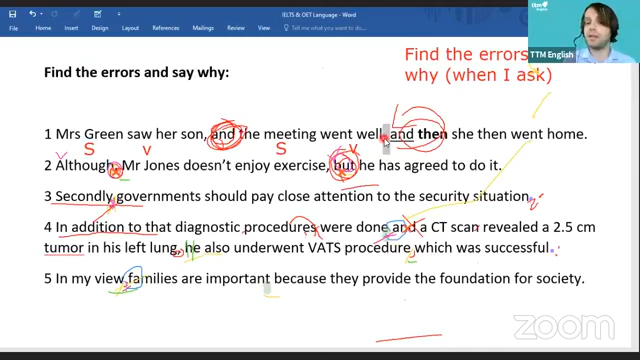 IELTS & OET Language - Word
File Home Insert Draw Design Layout References Mailings Review View Help Tell me what you want to do
ttm English
TTM English
Find the errors
why (when I ask)
Find the errors and say why:
1 Mrs Green saw her son, and the meeting went well, and then she then went home.
S V S V
2 Although, Mr Jones doesn't enjoy exercise, but he has agreed to do it.
3 Secondly governments should pay close attention to the security situation.
4 In addition to that diagnostic procedures were done and a CT scan revealed a 2.5 cm
tumor in his left lung, he also underwent VATS procedure which was successful.
5 In my view families are important because they provide the foundation for society.
zoom